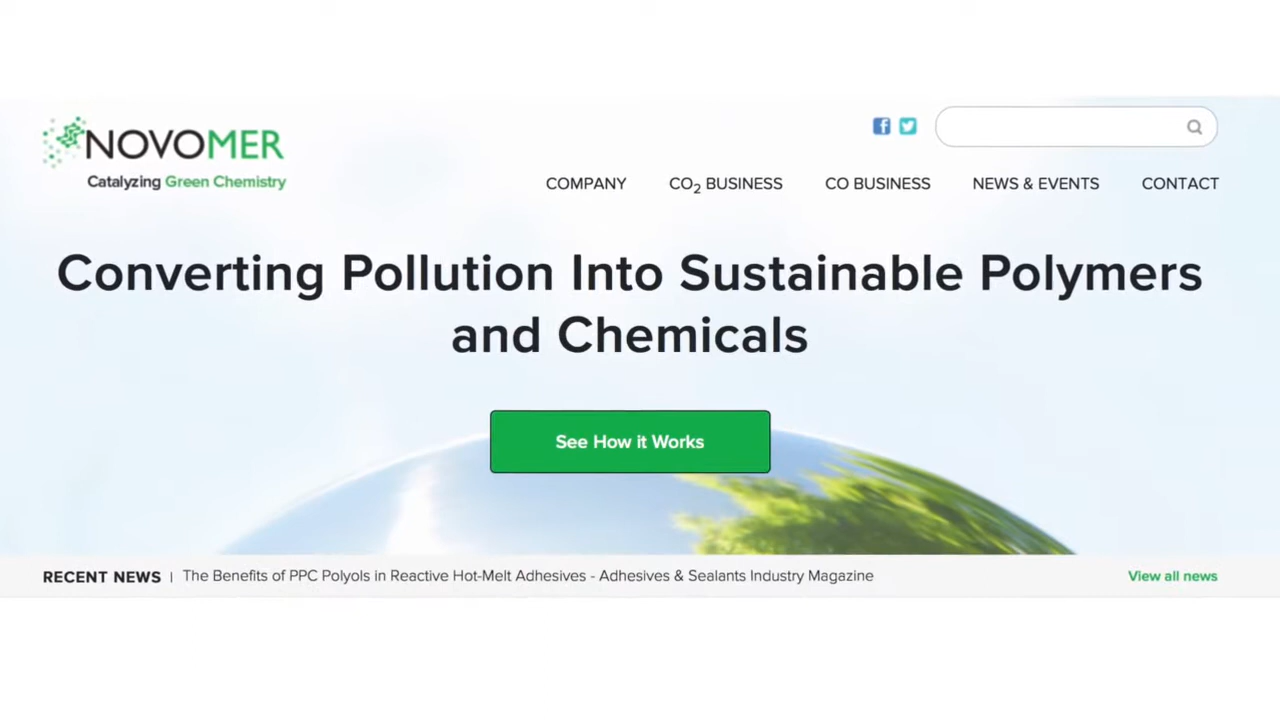 NOVOMER
Catalyzing Green Chemistry
COMPANY CO₂ BUSINESS CO BUSINESS NEWS & EVENTS CONTACT
Converting Pollution Into Sustainable Polymers
and Chemicals
See How it Works
RECENT NEWS | The Benefits of PPC Polyols in Reactive Hot-Melt Adhesives - Adhesives & Sealants Industry Magazine View all news